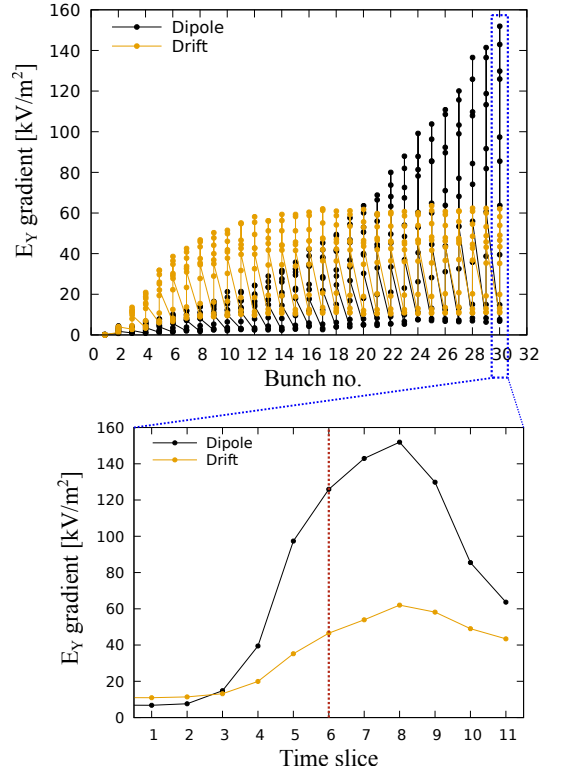 160
140
120
100
80
60
40
20
0
E_Y gradient [kV/m²]
Dipole
Drift
0 2 4 6 8 10 12 14 16 18 20 22 24 26 28 30 32
Bunch no.
160
140
120
100
80
60
40
20
0
E_Y gradient [kV/m²]
Dipole
Drift
1 2 3 4 5 6 7 8 9 10 11
Time slice